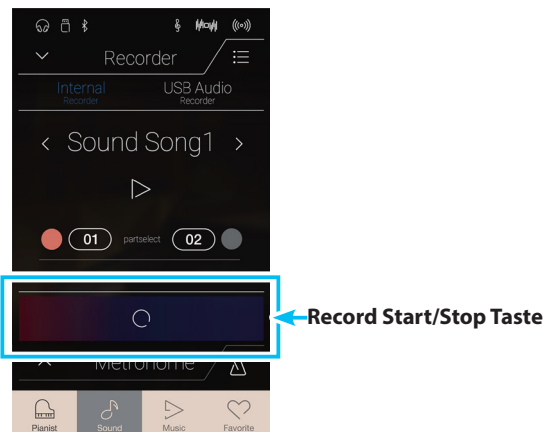 Recorder
Internal
Recorder
USB Audio
Recorder
Sound Song1
01 partselect 02
Record Start/Stop Taste
Metronome
Pianist Sound Music Favorite